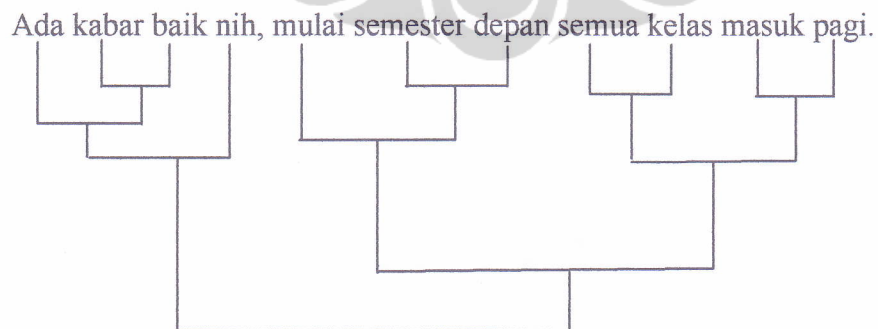 Ada kabar baik nih, mulai semester depan semua kelas masuk pagi.